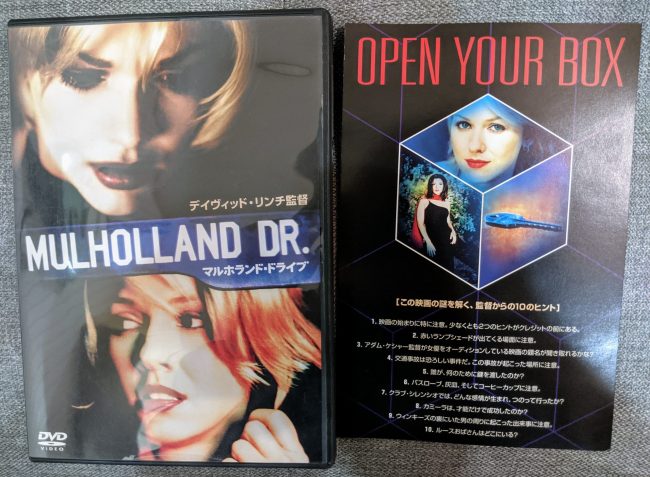 デイヴィッド・リンチ監督
MULHOLLAND DR.
マルホランド・ドライブ
DVD
VIDEO
OPEN YOUR BOX
【この映画の謎を解く、監督からの10のヒント】
1. 映画の始まりに特に注意。少なくとも2つのヒントがクレジットの前にある。
2. 赤いランプシェードが出てくる場面に注意。
3. アダム・ケシャー監督が女優をオーディションしている映画の題名が聞き取れるかな?
4. 交通事故は恐ろしい事件だ。この事故が起こった場所に注意。
5. 誰が、何のために鍵を渡したのか?
6. バスローブ、灰皿、そしてコーヒーカップに注意。
7. クラブ・シレンシオでは、どんな感情が生まれ、つのって行ったか?
8. カミーラは、才能だけで成功したのか?
9. ウィンキーズの裏にいた男の周りに起こった出来事に注意。
10. ルースおばさんはどこにいる?